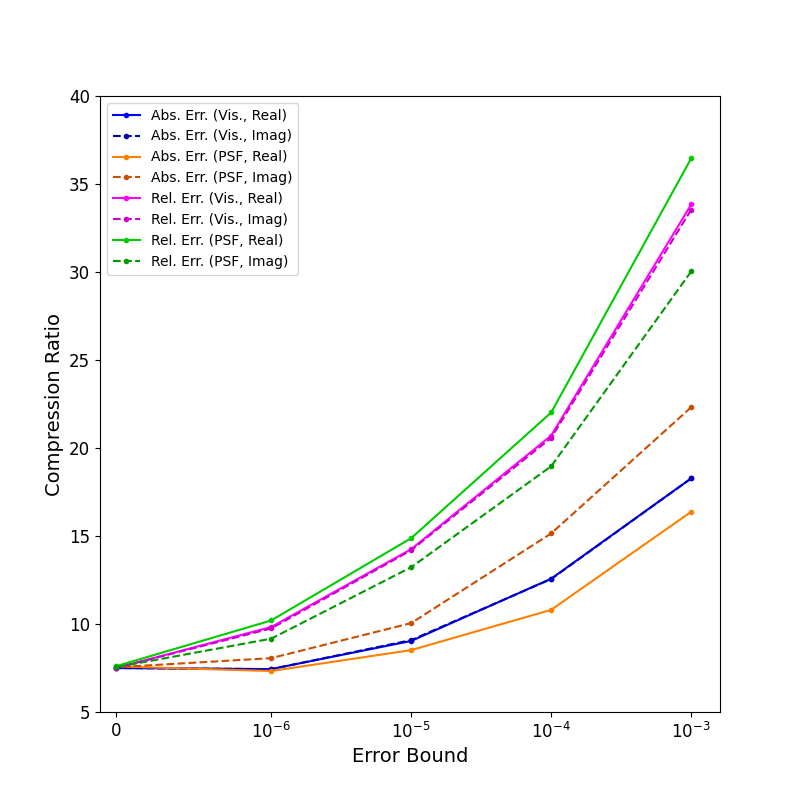 40
35
30
25
20
15
10
5
Compression Ratio
Abs. Err. (Vis., Real)
Abs. Err. (Vis., Imag)
Abs. Err. (PSF, Real)
Abs. Err. (PSF, Imag)
Rel. Err. (Vis., Real)
Rel. Err. (Vis., Imag)
Rel. Err. (PSF, Real)
Rel. Err. (PSF, Imag)
0 10⁻⁶ 10⁻⁵ 10⁻⁴ 10⁻³
Error Bound